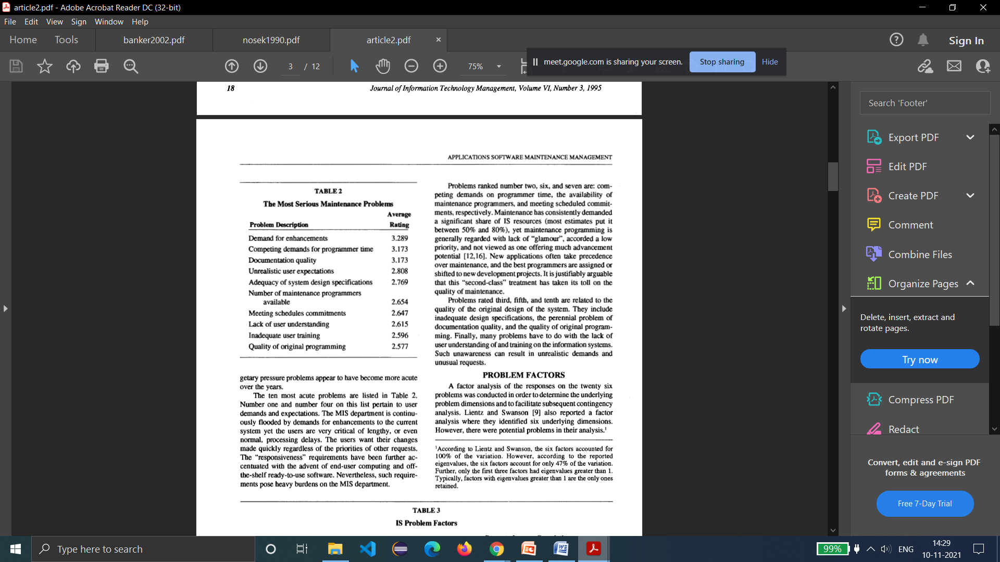 article2.pdf - Adobe Acrobat Reader DC (32-bit)
File Edit View Sign Window Help
Home Tools banker2002.pdf nosek1990.pdf article2.pdf Sign In
3 / 12 75% meet.google.com is sharing your screen. Stop sharing Hide
18 Journal of Information Technology Management, Volume VI, Number 3, 1995
APPLICATIONS SOFTWARE MAINTENANCE MANAGEMENT
TABLE 2
The Most Serious Maintenance Problems
Average
Problem Description Rating
Demand for enhancements 3.289
Competing demands for programmer time 3.173
Documentation quality 3.173
Unrealistic user expectations 2.808
Adequacy of system design specifications 2.769
Number of maintenance programmers
available 2.654
Meeting schedules commitments 2.647
Lack of user understanding 2.615
Inadequate user training 2.596
Quality of original programming 2.577
getary pressure problems appear to have become more acute
over the years.
The ten most acute problems are listed in Table 2.
Number one and number four on this list pertain to user
demands and expectations. The MIS department is continu-
ously flooded by demands for enhancements to the current
system yet the users are very critical of lengthy, or even
normal, processing delays. The users want their changes
made quickly regardless of the priorities of other requests.
The “responsiveness” requirements have been further ac-
centuated with the advent of end-user computing and off-
the-shelf ready-to-use software. Nevertheless, such require-
ments pose heavy burdens on the MIS department.
Problems ranked number two, six, and seven are: com-
peting demands on programmer time, the availability of
maintenance programmers, and meeting scheduled commit-
ments, respectively. Maintenance has consistently demanded
a significant share of IS resources (most estimates put it
between 50% and 80%), yet maintenance programming is
generally regarded with lack of “glamour”, accorded a low
priority, and not viewed as one offering much advancement
potential [12,16]. New applications often take precedence
over maintenance, and the best programmers are assigned or
shifted to new development projects. It is justifiably arguable
that this “second-class” treatment has taken its toll on the
quality of maintenance.
Problems rated third, fifth, and tenth are related to the
quality of the original design of the system. They include
inadequate design specifications, the perennial problem of
documentation quality, and the quality of original program-
ming. Finally, many problems have to do with the lack of
user understanding of and training on the information systems.
Such unawareness can result in unrealistic demands and
unusual requests.
PROBLEM FACTORS
A factor analysis of the responses on the twenty six
problems was conducted in order to determine the underlying
problem dimensions and to facilitate subsequent contingency
analysis. Lientz and Swanson [9] also reported a factor
analysis where they identified six underlying dimensions.
However, there were potential problems in their analysis.¹
¹According to Lientz and Swanson, the six factors accounted for
100% of the variation. However, according to the reported
eigenvalues, the six factors account for only 47% of the variation.
Further, only the first three factors had eigenvalues greater than 1.
Typically, factors with eigenvalues greater than 1 are the only ones
retained.
TABLE 3
IS Problem Factors
Search 'Footer'
Export PDF
Edit PDF
Create PDF
Comment
Combine Files
Organize Pages
Delete, insert, extract and
rotate pages.
Try now
Compress PDF
Redact
Convert, edit and e-sign PDF
forms & agreements
Free 7-Day Trial
Type here to search
99% ENG 14:29
10-11-2021